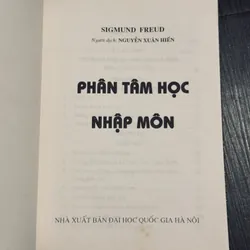 SIGMUND FREUD
Người dịch: NGUYỄN XUÂN HIẾN
PHÂN TÂM HỌC
NHẬP MÔN
NHÀ XUẤT BẢN ĐẠI HỌC QUỐC GIA HÀ NỘI